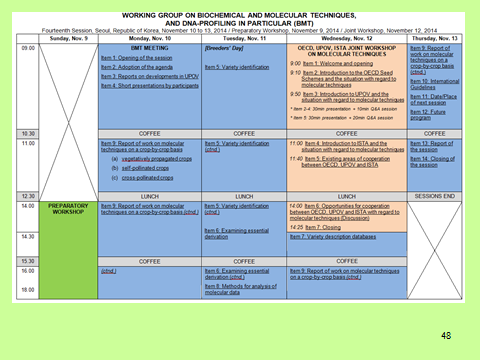 WORKING GROUP ON BIOCHEMICAL AND MOLECULAR TECHNIQUES,
AND DNA-PROFILING IN PARTICULAR (BMT)
Fourteenth Session, Seoul, Republic of Korea, November 10 to 13, 2014 / Preparatory Workshop, November 9, 2014 / Joint Workshop, November 12, 2014
Sunday, Nov. 9
Monday, Nov. 10
Tuesday, Nov. 11
Wednesday, Nov. 12
Thursday, Nov. 13
09.00
BMT MEETING
Item 1: Opening of the session
Item 2: Adoption of the agenda
Item 3: Reports on developments in UPOV
Item 4: Short presentations by participants
[Breeders' Day]
Item 5: Variety identification
OECD, UPOV, ISTA JOINT WORKSHOP
ON MOLECULAR TECHNIQUES
9:00 Item 1: Welcome and opening
9:10 Item 2: Introduction to the OECD Seed
Schemes and the situation with regard to
molecular techniques
9:50 Item 3: Introduction to UPOV and the
situation with regard to molecular techniques
* Item 2-4: 30min presentation + 10min Q&A session
* Item 5: 30min presentation + 20min Q&A session
Item 9: Report of
work on molecular
techniques on a
crop-by-crop basis
(ctnd.)
Item 10: International
Guidelines
Item 11: Date/Place
of next session
Item 12: Future
program
10.30
COFFEE
COFFEE
COFFEE
COFFEE
11.00
Item 9: Report of work on molecular
techniques on a crop-by-crop basis
(a) vegetatively propagated crops
(b) self-pollinated crops
(c) cross-pollinated crops
Item 5: Variety identification
(ctnd.)
11.00 Item 4: Introduction to ISTA and the
situation with regard to molecular techniques
11.40 Item 5: Existing areas of cooperation
between OECD, UPOV and ISTA
Item 13: Report of
the session
Item 14: Closing of
the session
12.30
LUNCH
LUNCH
LUNCH
SESSIONS END
14.00
PREPARATORY
WORKSHOP
Item 9: Report of work on molecular
techniques on a crop-by-crop basis (ctnd.)
Item 5: Variety identification
(ctnd.)
Item 6: Examining essential
derivation
14:00 Item 6: Opportunities for cooperation
between OECD, UPOV and ISTA with regard to
molecular techniques (Discussion)
14:25 Item 7: Closing
14.30
Item 7: Variety description databases
15.30
COFFEE
COFFEE
COFFEE
16.00
(ctnd.)
Item 6: Examining essential
derivation (ctnd.)
Item 8: Methods for analysis of
molecular data
Item 9: Report of work on molecular techniques
on a crop-by-crop basis (ctnd.)
18.00
48